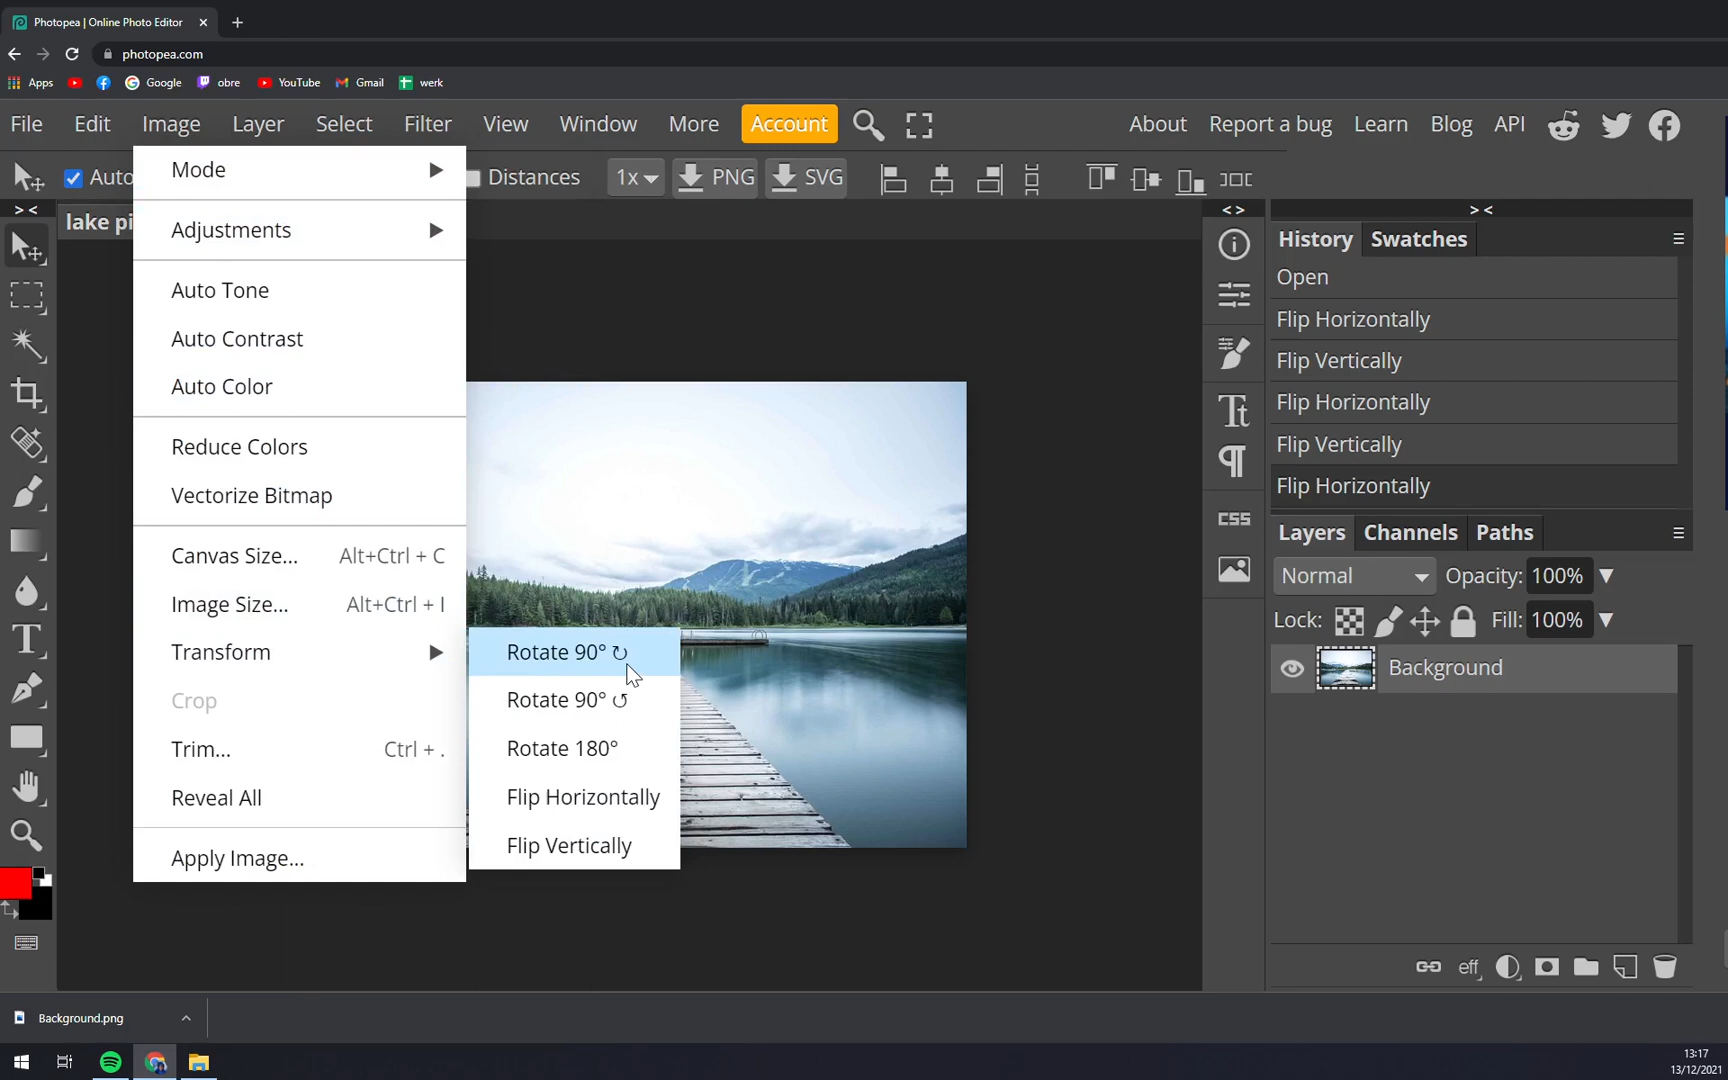 Photopea | Online Photo Editor
photopea.com
Apps Google obre YouTube Gmail werk
File Edit Image Layer Select Filter View Window More Account About Report a bug Learn Blog API
Auto Distances 1x PNG SVG
> < < > > <
lake pi
Mode
Adjustments
Auto Tone
Auto Contrast
Auto Color
Reduce Colors
Vectorize Bitmap
Canvas Size... Alt+Ctrl + C
Image Size... Alt+Ctrl + I
Transform
Crop
Trim... Ctrl + .
Reveal All
Apply Image...
Rotate 90° ↻
Rotate 90° ↺
Rotate 180°
Flip Horizontally
Flip Vertically
Tt
¶
CSS
History Swatches
Open
Flip Horizontally
Flip Vertically
Flip Horizontally
Flip Vertically
Flip Horizontally
Layers Channels Paths
Normal Opacity: 100%
Lock: Fill: 100%
Background
eff
T
Background.png
13:17
13/12/2021